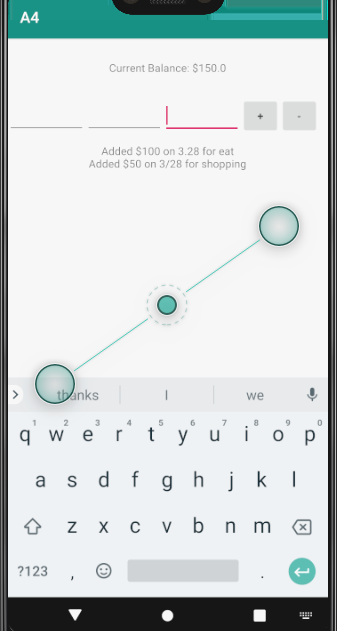 A4
Current Balance: $150.0
+ -
Added $100 on 3.28 for eat
Added $50 on 3/28 for shopping
thanks I we
1 2 3 4 5 6 7 8 9 0
q w e r t y u i o p
a s d f g h j k l
z x c v b n m
?123 , .